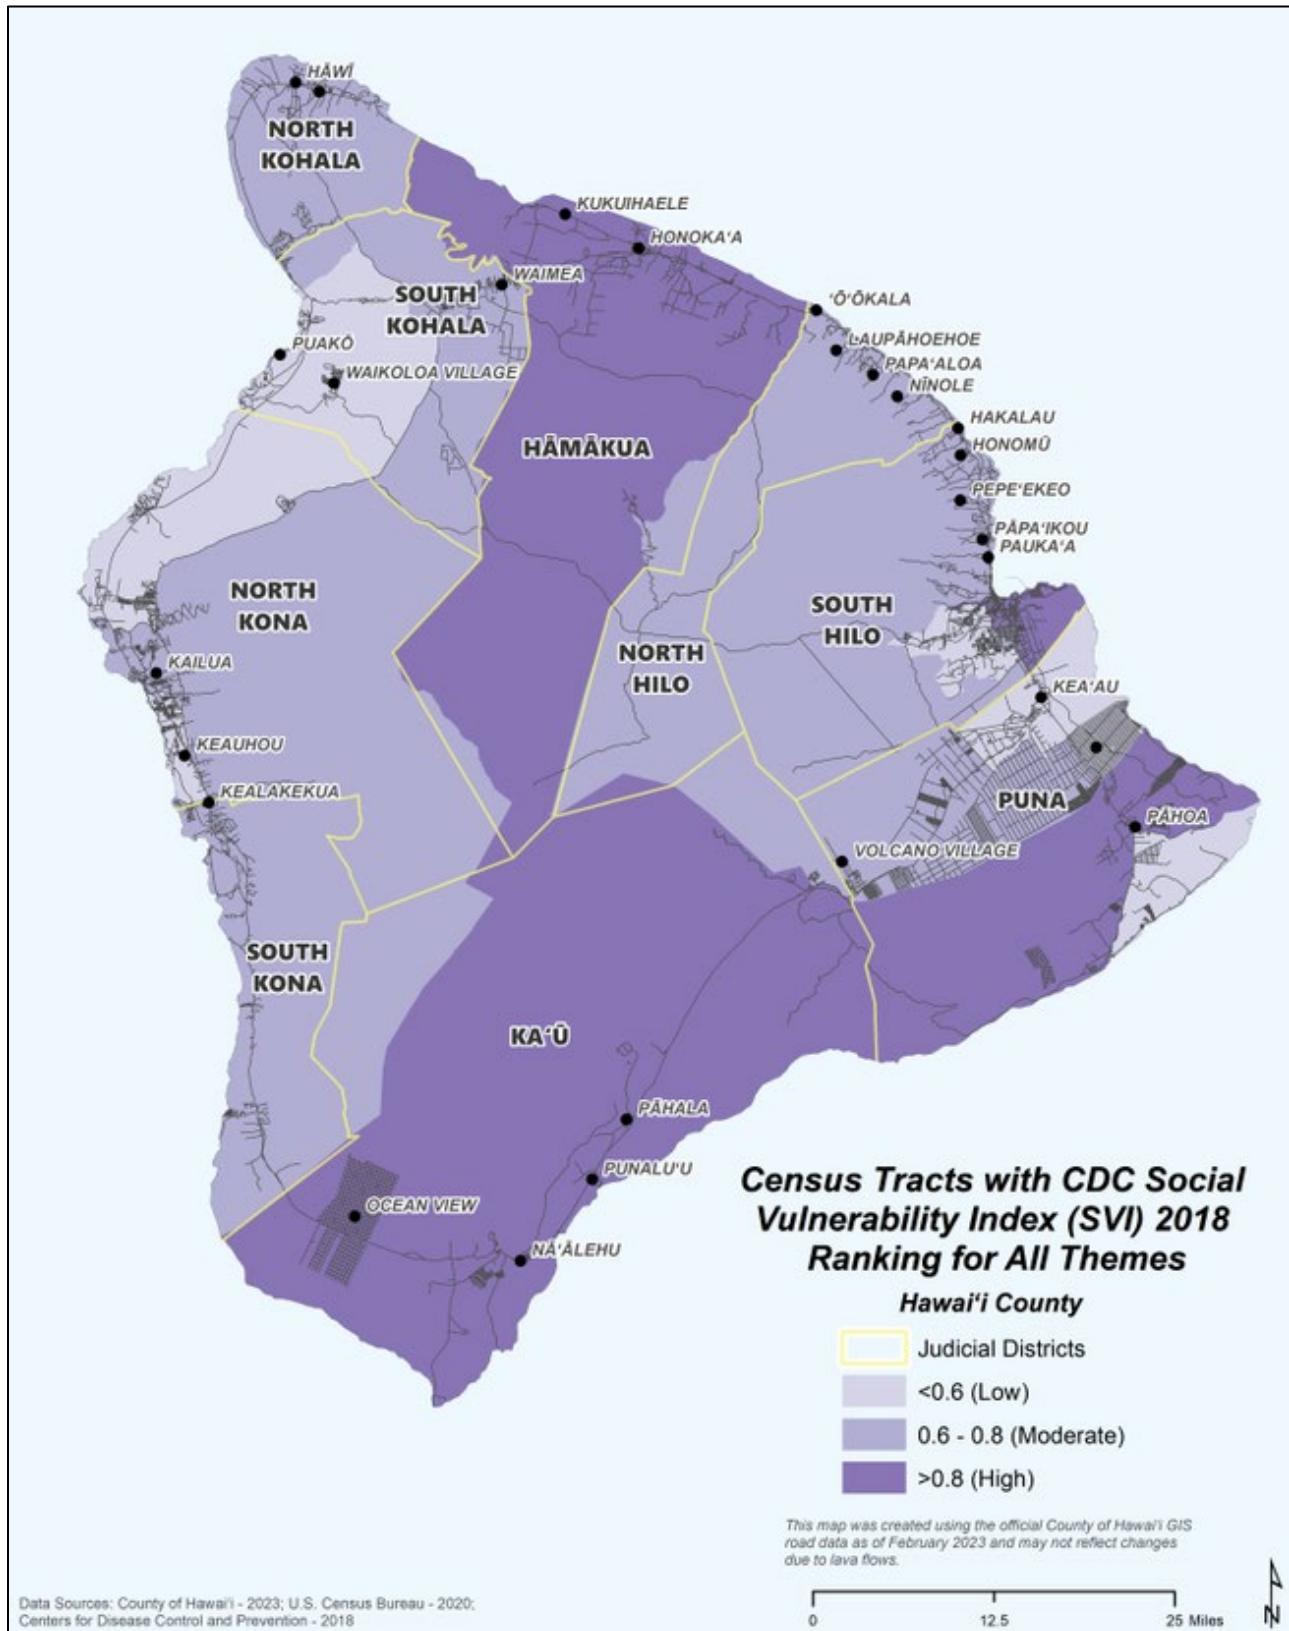 HĀWĪ
NORTH
KOHALA
KUKUIHAELE
HONOKAʻA
WAIMEA
SOUTH
KOHALA
ʻŌʻŌKALA
LAUPĀHOEHOE
PUAKŌ
PAPAʻALOA
WAIKOLOA VILLAGE
NĪNOLE
HAKALAU
HĀMĀKUA
HONOMŪ
PEPEʻEKEO
PĀPAʻIKOU
PAUKAʻA
NORTH
KONA
SOUTH
HILO
NORTH
HILO
KAILUA
KEAʻAU
KEAUHOU
KEALAKEKUA
PUNA
PĀHOA
VOLCANO VILLAGE
SOUTH
KONA
KAʻŪ
PĀHALA
PUNALUʻU
OCEAN VIEW
NĀʻĀLEHU
Census Tracts with CDC Social
Vulnerability Index (SVI) 2018
Ranking for All Themes
Hawaiʻi County
Judicial Districts
<0.6 (Low)
0.6 - 0.8 (Moderate)
>0.8 (High)
This map was created using the official County of Hawaiʻi GIS
road data as of February 2023 and may not reflect changes
due to lava flows.
Data Sources: County of Hawaiʻi - 2023; U.S. Census Bureau - 2020;
Centers for Disease Control and Prevention - 2018
0 12.5 25 Miles
N